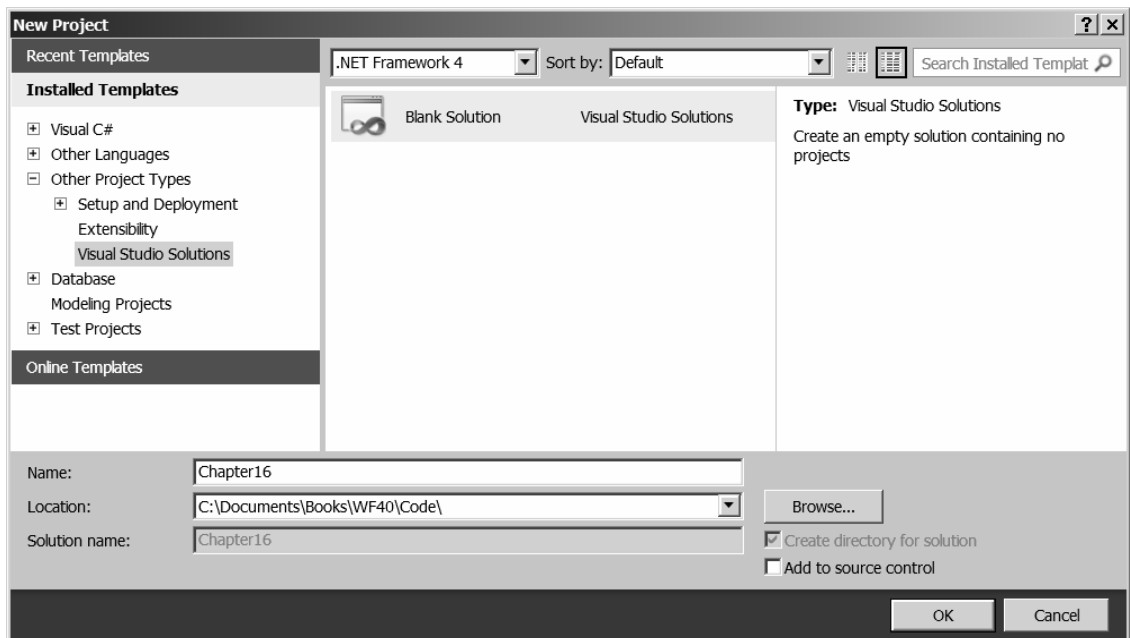 New Project
Recent Templates
.NET Framework 4 Sort by: Default Search Installed Templat
Installed Templates
Visual C#
Other Languages
Other Project Types
Setup and Deployment
Extensibility
Visual Studio Solutions
Database
Modeling Projects
Test Projects
Online Templates
Blank Solution Visual Studio Solutions
Type: Visual Studio Solutions
Create an empty solution containing no
projects
Name: Chapter16
Location: C:\Documents\Books\WF40\Code\ Browse...
Solution name: Chapter16 Create directory for solution
Add to source control
OK Cancel